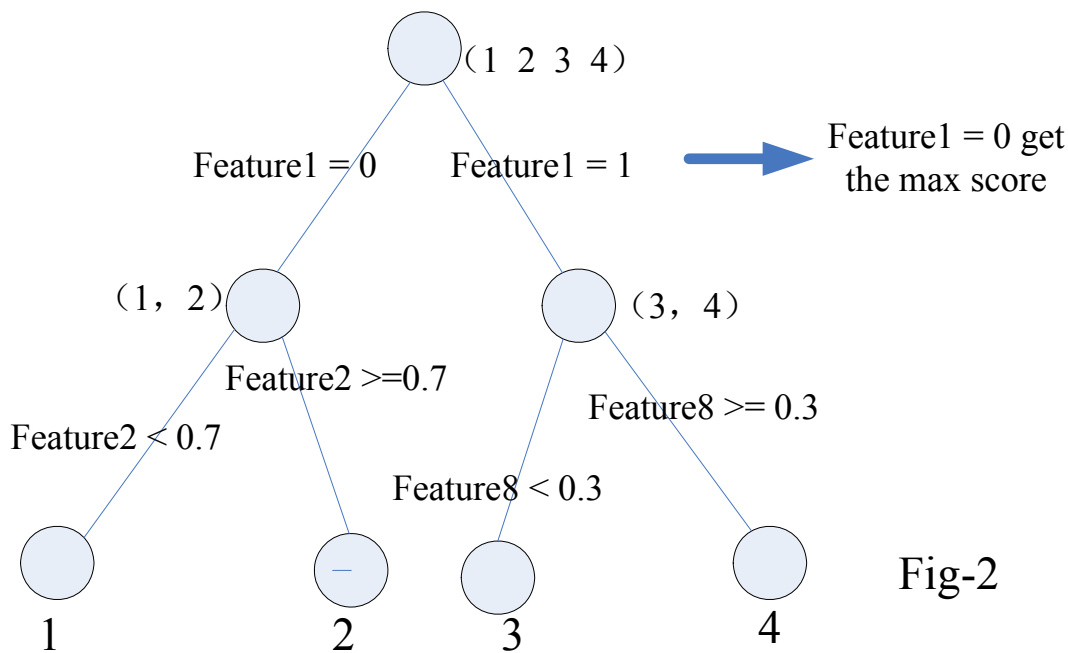 （1 2 3 4）
Feature1 = 0
Feature1 = 1
Feature1 = 0 get
the max score
（1，2）
（3，4）
Feature2 >=0.7
Feature8 >= 0.3
Feature2 < 0.7
Feature8 < 0.3
Fig-2
1
2
3
4